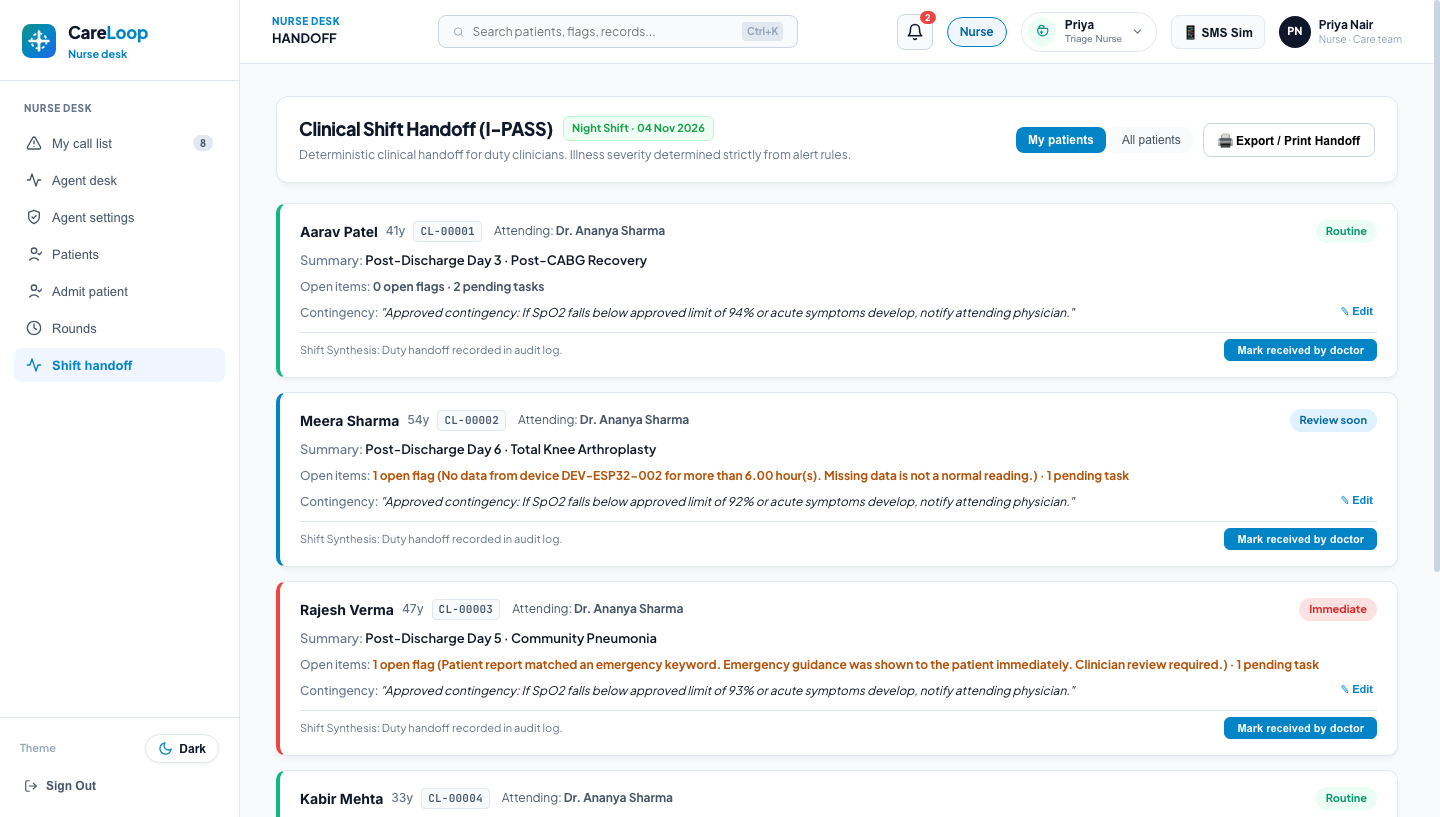 CareLoop
Nurse desk
NURSE DESK
My call list 8
Agent desk
Agent settings
Patients
Admit patient
Rounds
Shift handoff
Theme Dark
Sign Out
NURSE DESK
HANDOFF
Search patients, flags, records... Ctrl+K
2
Nurse
Priya
Triage Nurse
SMS Sim
PN
Priya Nair
Nurse · Care team
Clinical Shift Handoff (I-PASS) Night Shift · 04 Nov 2026
Deterministic clinical handoff for duty clinicians. Illness severity determined strictly from alert rules.
My patients All patients Export / Print Handoff
Aarav Patel 41y CL-00001 Attending: Dr. Ananya Sharma Routine
Summary: Post-Discharge Day 3 · Post-CABG Recovery
Open items: 0 open flags · 2 pending tasks
Contingency: "Approved contingency: If SpO2 falls below approved limit of 94% or acute symptoms develop, notify attending physician." ✎ Edit
Shift Synthesis: Duty handoff recorded in audit log. Mark received by doctor
Meera Sharma 54y CL-00002 Attending: Dr. Ananya Sharma Review soon
Summary: Post-Discharge Day 6 · Total Knee Arthroplasty
Open items: 1 open flag (No data from device DEV-ESP32-002 for more than 6.00 hour(s). Missing data is not a normal reading.) · 1 pending task
Contingency: "Approved contingency: If SpO2 falls below approved limit of 92% or acute symptoms develop, notify attending physician." ✎ Edit
Shift Synthesis: Duty handoff recorded in audit log. Mark received by doctor
Rajesh Verma 47y CL-00003 Attending: Dr. Ananya Sharma Immediate
Summary: Post-Discharge Day 5 · Community Pneumonia
Open items: 1 open flag (Patient report matched an emergency keyword. Emergency guidance was shown to the patient immediately. Clinician review required.) · 1 pending task
Contingency: "Approved contingency: If SpO2 falls below approved limit of 93% or acute symptoms develop, notify attending physician." ✎ Edit
Shift Synthesis: Duty handoff recorded in audit log. Mark received by doctor
Kabir Mehta 33y CL-00004 Attending: Dr. Ananya Sharma Routine